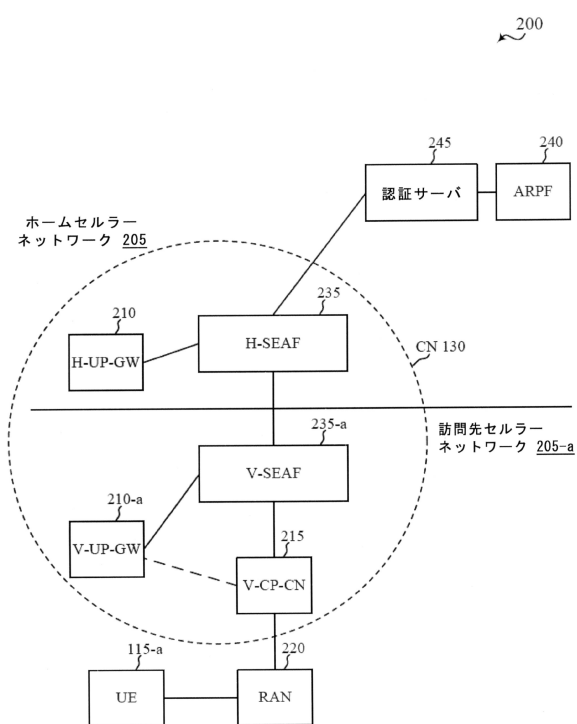 200
245
240
認証サーバ
ARPF
ホームセルラー
ネットワーク 205
210
235
H-UP-GW
H-SEAF
CN 130
訪問先セルラー
ネットワーク 205-a
235-a
V-SEAF
210-a
V-UP-GW
215
V-CP-CN
115-a
220
UE
RAN